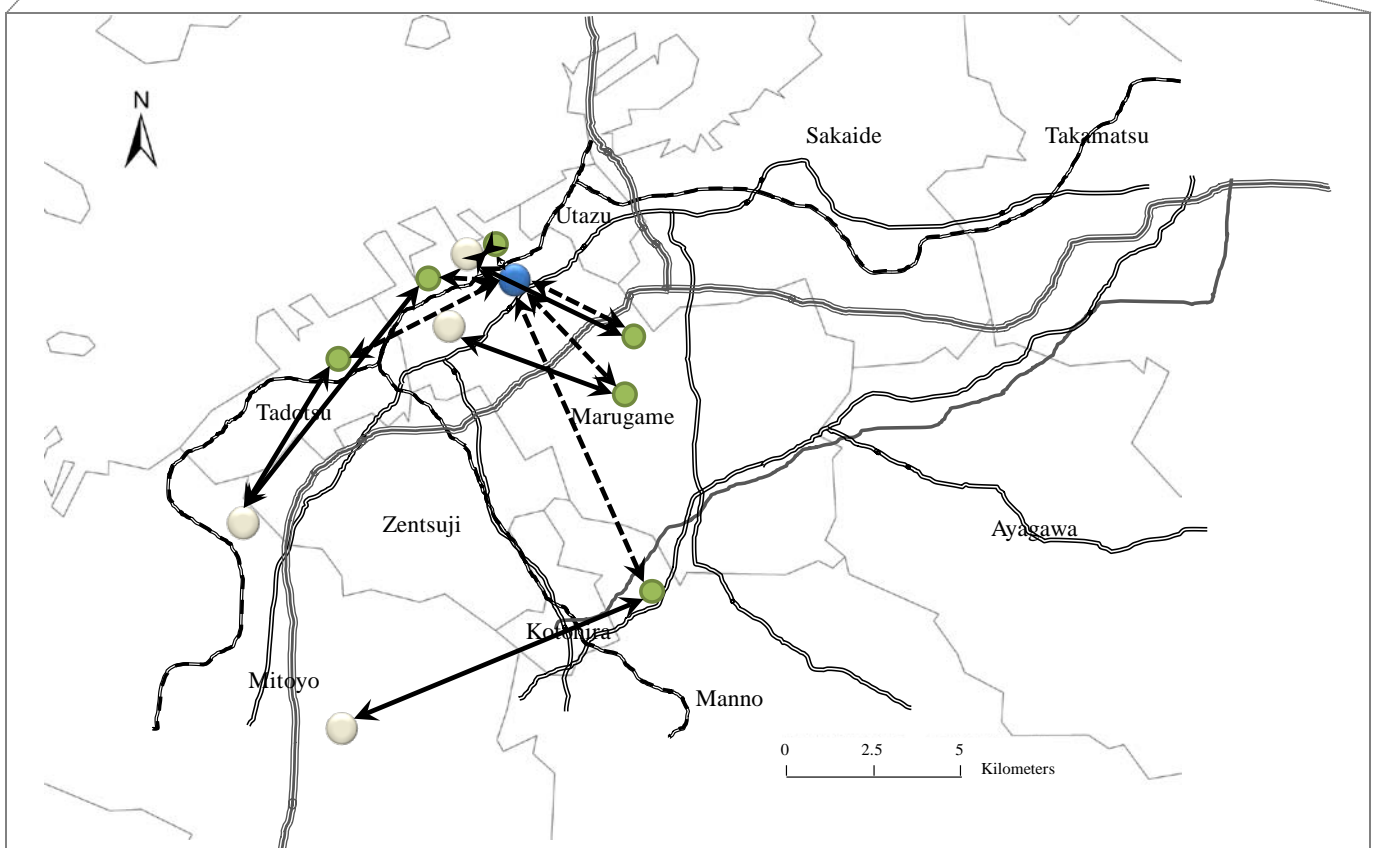 N
Sakaide
Takamatsu
Utazu
Tadotsu
Marugame
Zentsuji
Ayagawa
Kotohira
Mitoyo
Manno
0 2.5 5
Kilometers